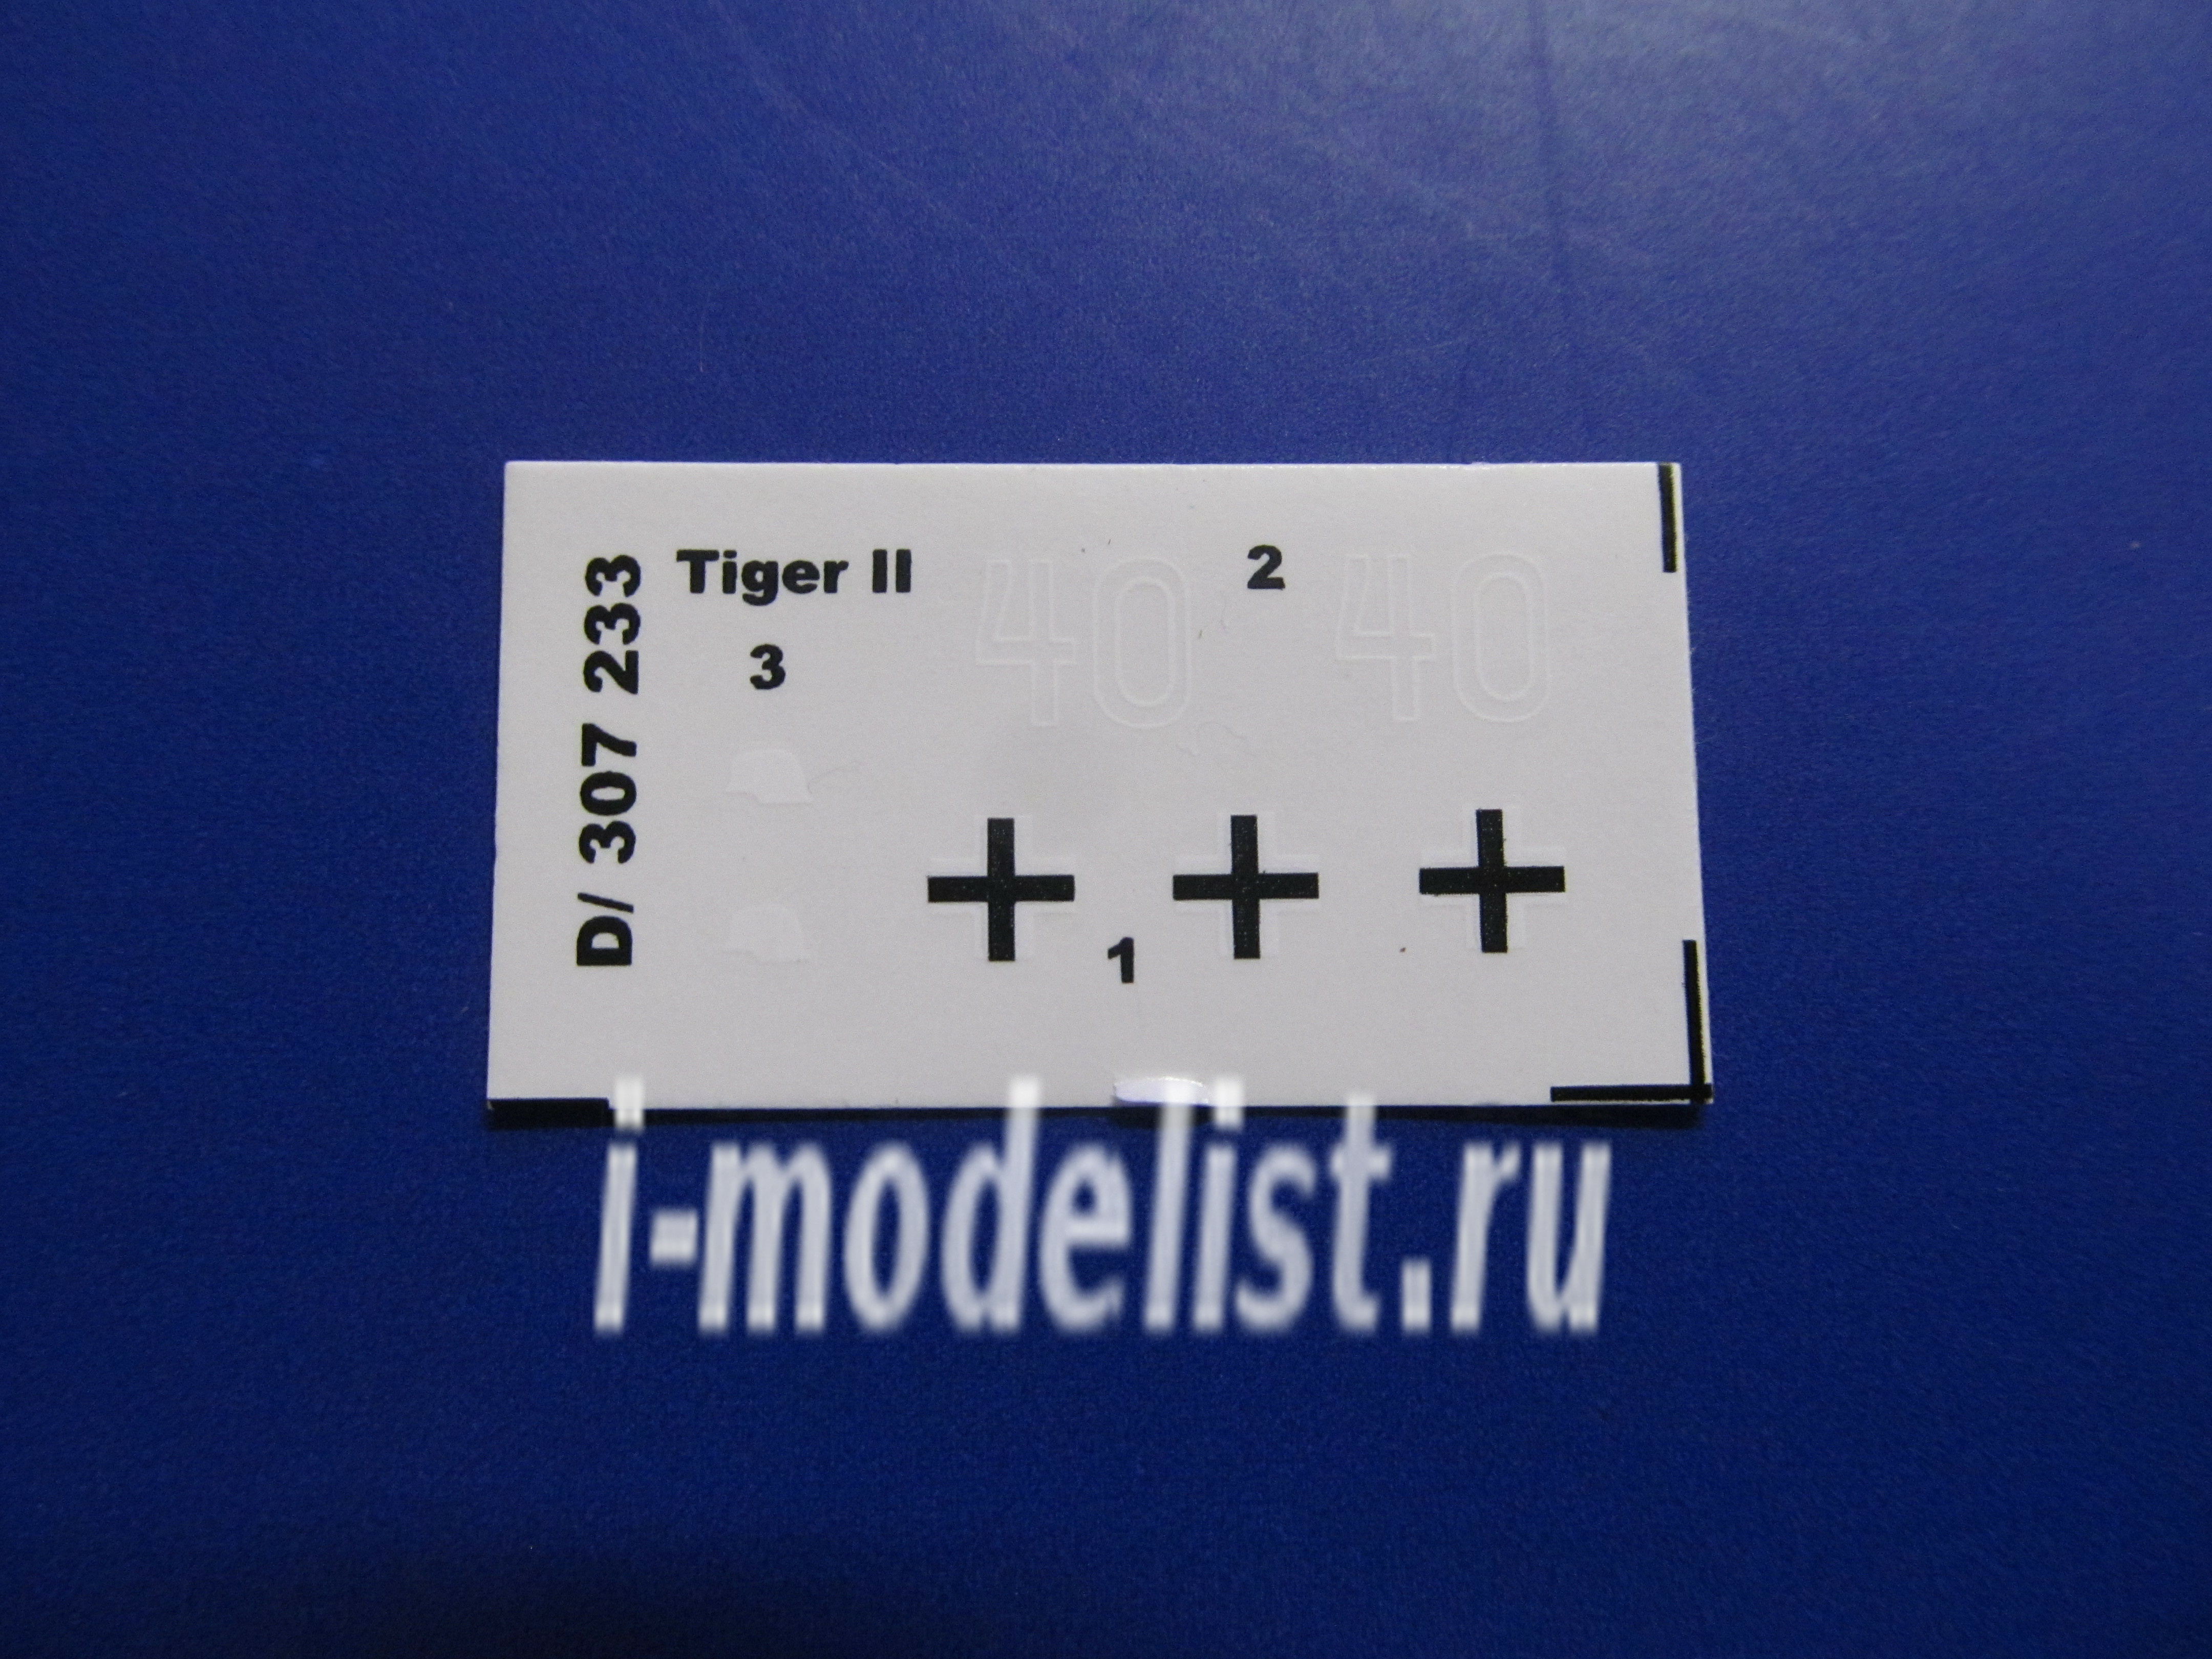 D/ 307 233
Tiger II
2
40
40
3
1
i-modelist.ru